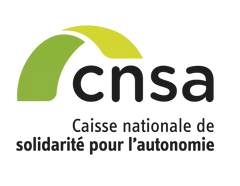 cnsa
Caisse nationale de
solidarité pour l'autonomie